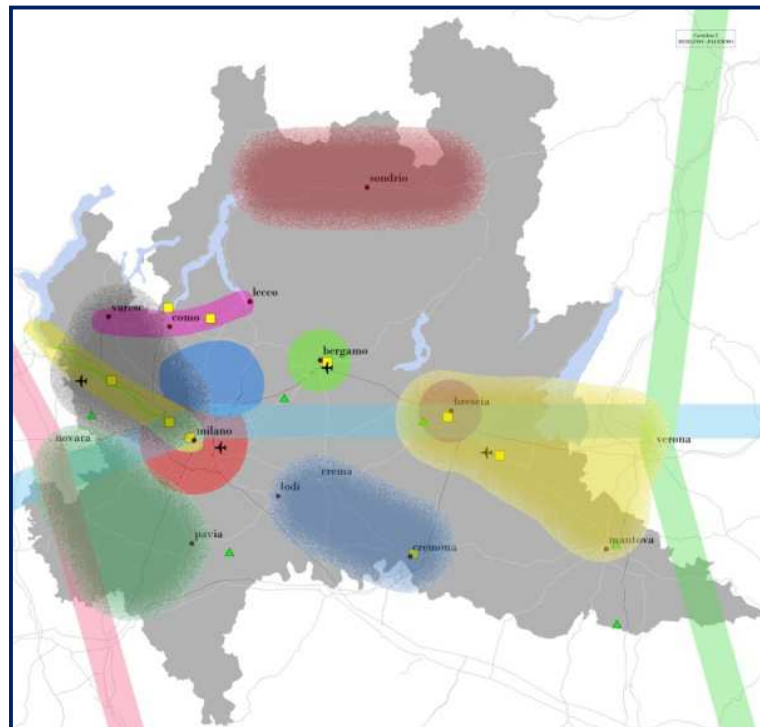 sondrio
lecco
varese
como
bergamo
brescia
novara
milano
verona
crema
lodi
pavia
cremona
mantova